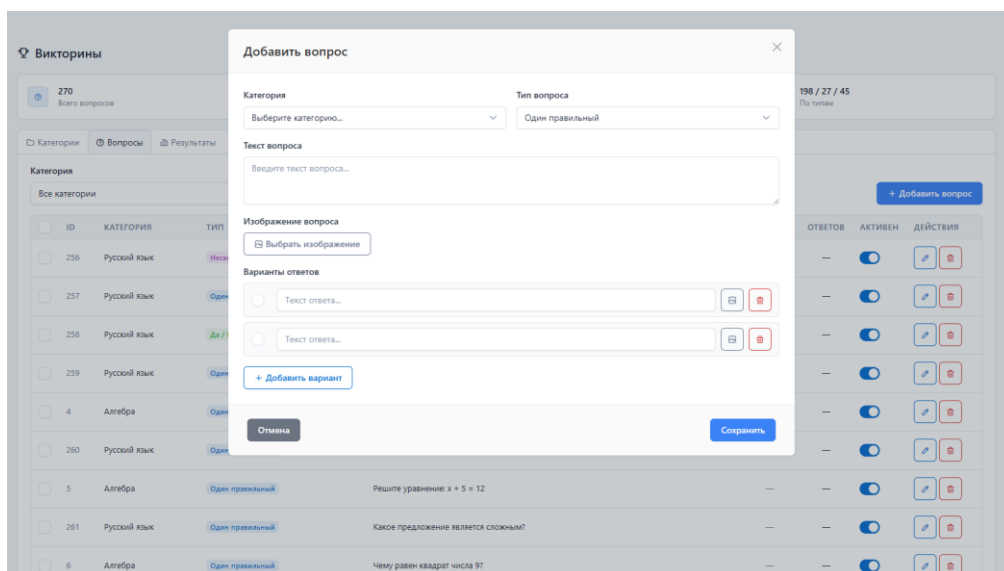 Викторины
270
Всего вопросов
198 / 27 / 45
По типам
Категории Вопросы Результаты
Категория
Все категории
+ Добавить вопрос
ID КАТЕГОРИЯ ТИП ОТВЕТОВ АКТИВЕН ДЕЙСТВИЯ
256 Русский язык —
257 Русский язык —
258 Русский язык Да / —
259 Русский язык —
4 Алгебра —
260 Русский язык —
5 Алгебра Один правильный Решите уравнение: x + 5 = 12 — —
261 Русский язык Один правильный Какое предложение является сложным? — —
6 Алгебра Один правильный Чему равен квадрат числа 9? — —
Добавить вопрос
Категория Тип вопроса
Выберите категорию... Один правильный
Текст вопроса
Введите текст вопроса...
Изображение вопроса
Выбрать изображение
Варианты ответов
Текст ответа...
Текст ответа...
+ Добавить вариант
Отмена Сохранить